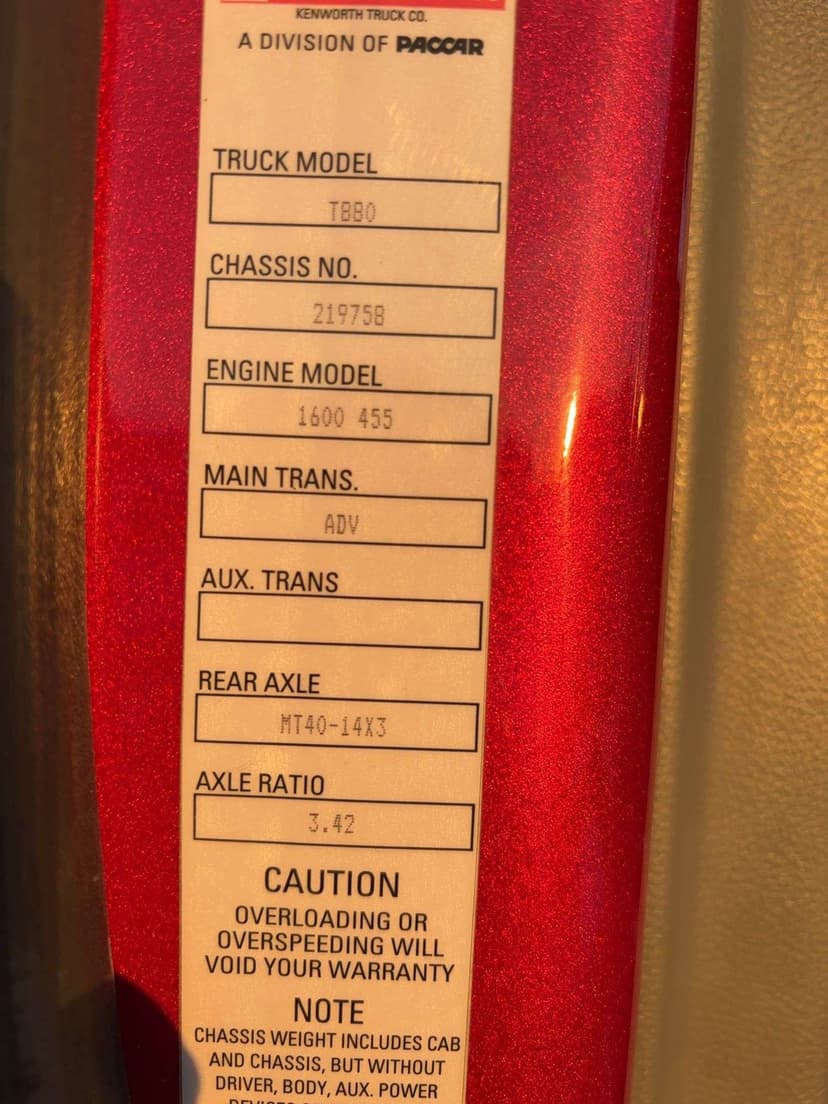 KENWORTH TRUCK CO.
A DIVISION OF PACCAR
TRUCK MODEL
T880
CHASSIS NO.
219758
ENGINE MODEL
1600 455
MAIN TRANS.
ADV
AUX. TRANS
REAR AXLE
MT40-14X3
AXLE RATIO
3.42
CAUTION
OVERLOADING OR
OVERSPEEDING WILL
VOID YOUR WARRANTY
NOTE
CHASSIS WEIGHT INCLUDES CAB
AND CHASSIS, BUT WITHOUT
DRIVER, BODY, AUX. POWER